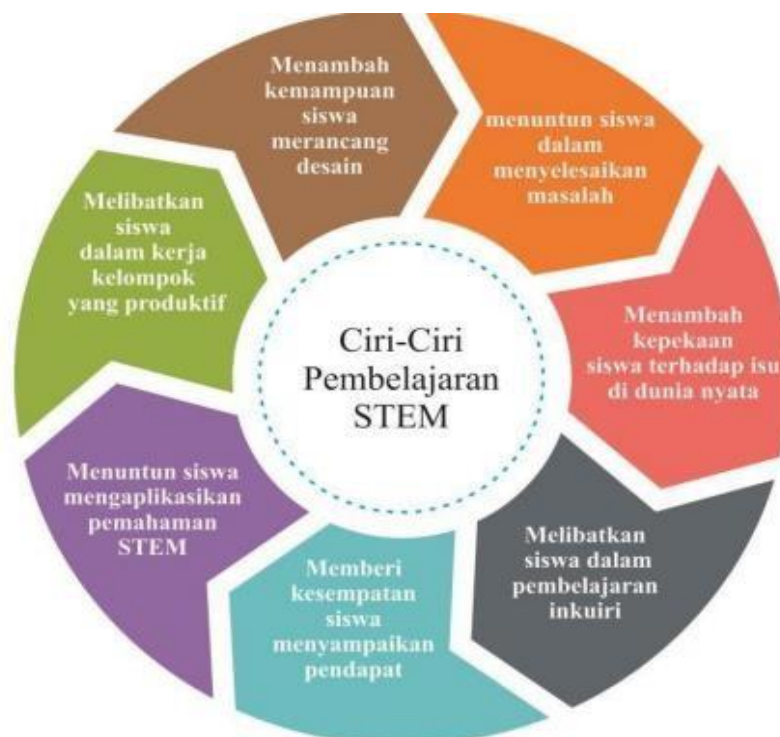 Ciri-Ciri
Pembelajaran
STEM
Menambah
kemampuan
siswa
merancang
desain
menuntun siswa
dalam
menyelesaikan
masalah
Menambah
kepekaan
siswa terhadap isu
di dunia nyata
Melibatkan
siswa dalam
pembelajaran
inkuiri
Memberi
kesempatan
siswa
menyampaikan
pendapat
Menuntun siswa
mengaplikasikan
pemahaman
STEM
Melibatkan
siswa
dalam kerja
kelompok
yang produktif